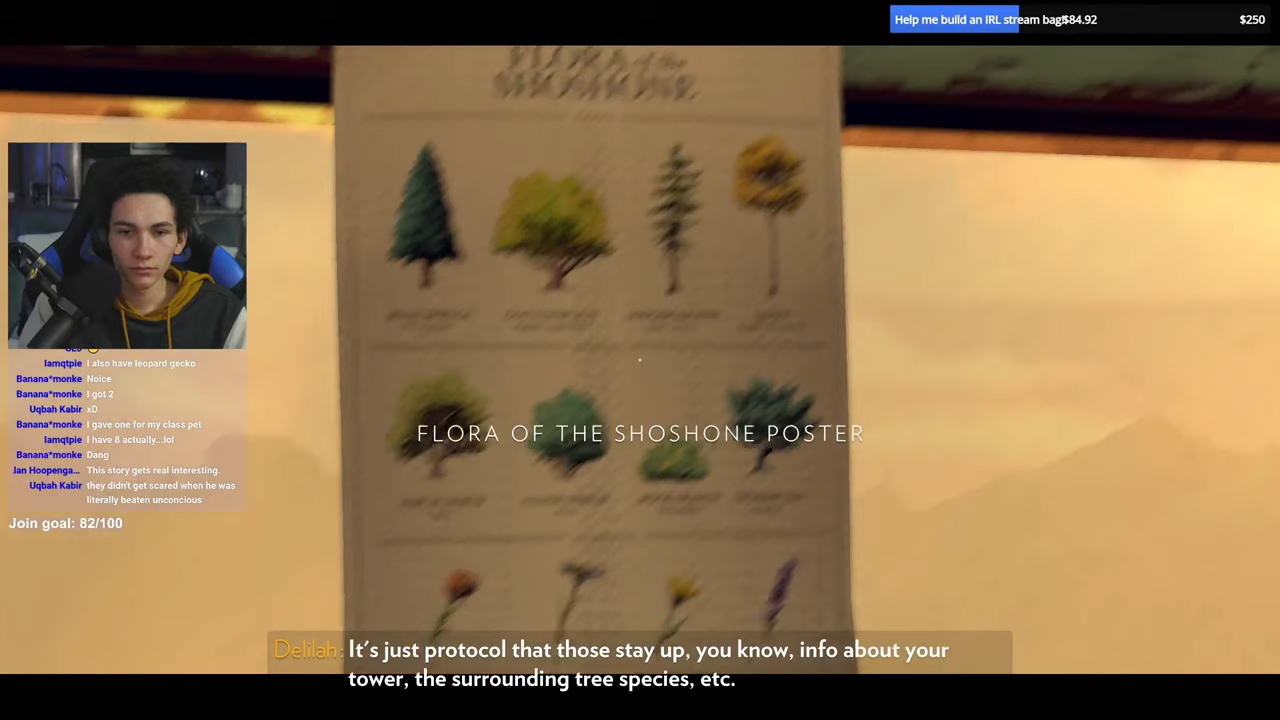 Help me build an IRL stream bag!
$84.92
$250
FLORA of the
SHOSHONE
Iamqtpie I also have leopard gecko
Banana*monke Noice
Banana*monke I got 2
Uqbah Kabir xD
Banana*monke I gave one for my class pet
Iamqtpie I have 8 actually...lol
Banana*monke Dang
Ian Hoopenga... This story gets real interesting.
Uqbah Kabir they didn't get scared when he was
literally beaten unconcious
Join goal: 82/100
FLORA OF THE SHOSHONE POSTER
Delilah: It's just protocol that those stay up, you know, info about your
tower, the surrounding tree species, etc.